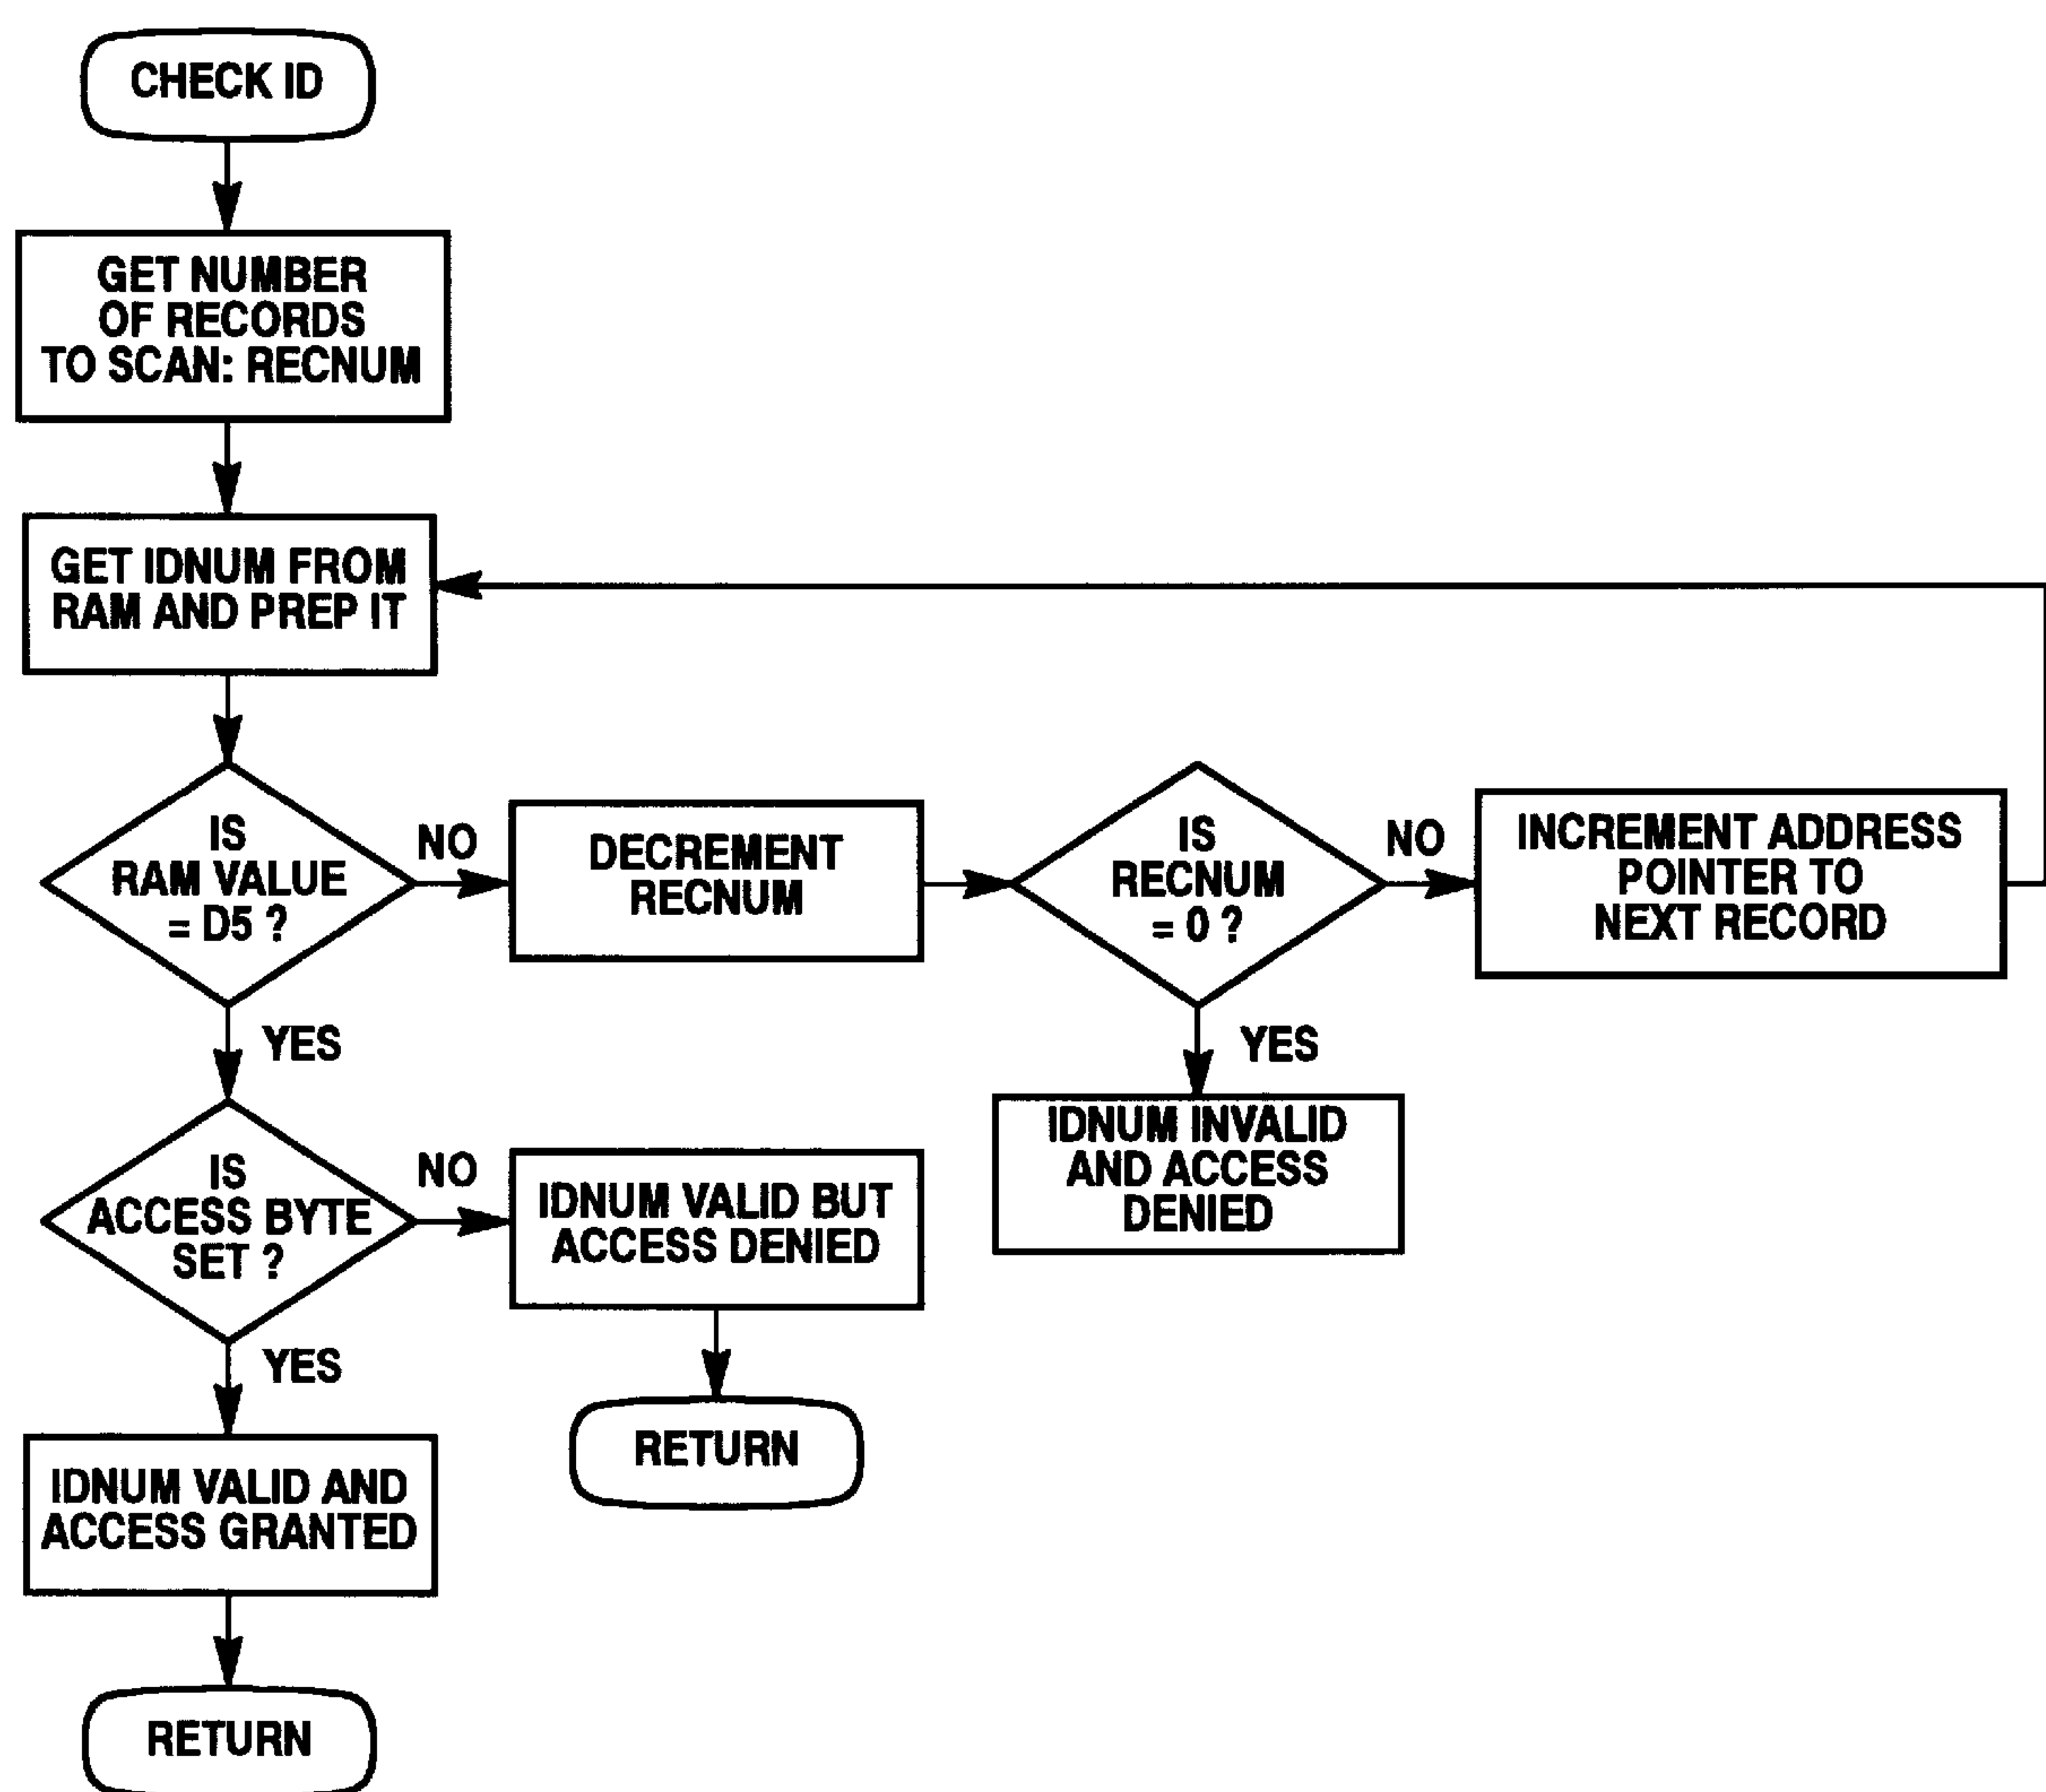 CHECK ID
GET NUMBER
OF RECORDS
TO SCAN: RECNUM
GET IDNUM FROM
RAM AND PREP IT
IS
RAM VALUE
= D5 ?
NO
DECREMENT
RECNUM
IS
RECNUM
= 0 ?
NO
INCREMENT ADDRESS
POINTER TO
NEXT RECORD
YES
YES
IDNUM INVALID
AND ACCESS
DENIED
IS
ACCESS BYTE
SET ?
NO
IDNUM VALID BUT
ACCESS DENIED
YES
RETURN
IDNUM VALID AND
ACCESS GRANTED
RETURN